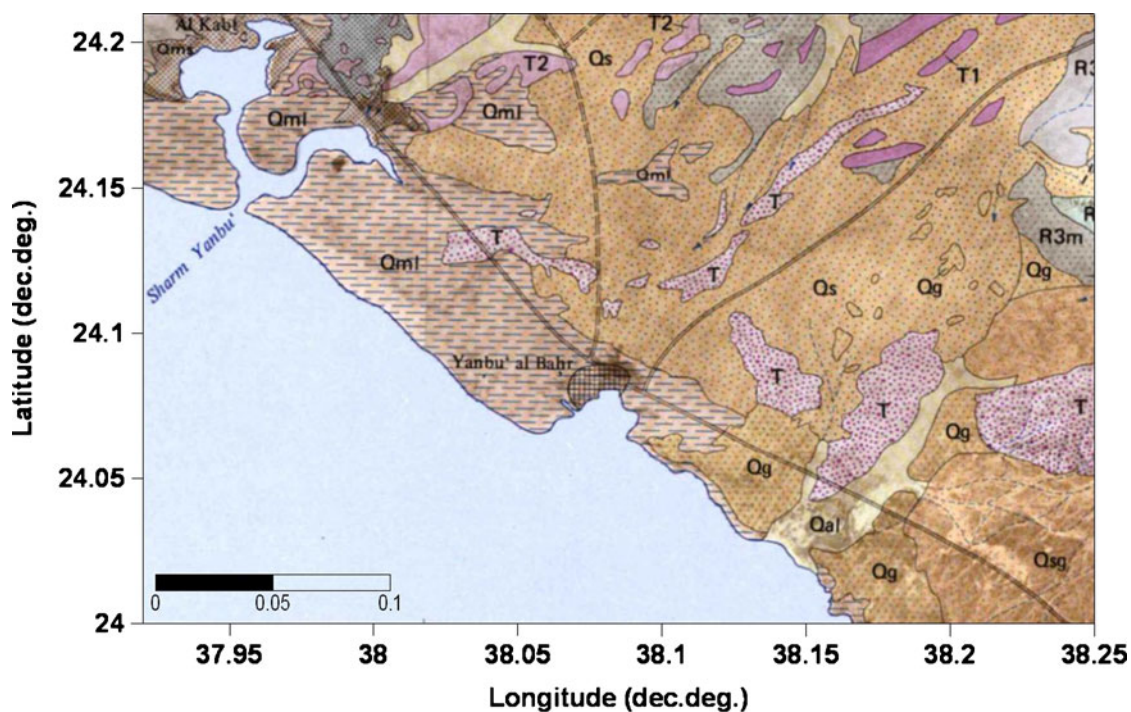 24.2
24.15
24.1
24.05
24
Latitude (dec.deg.)
37.95
38
38.05
38.1
38.15
38.2
38.25
Longitude (dec.deg.)
0
0.05
0.1
Al Kabt
Qms
T2
Qs
T2
T1
Qml
Qml
Qml
T
T
T
Qml
Sharm Yanbu'
R3m
Qg
Qs
Qg
Yanbu' al Bahr
T
T
T
Qg
Qg
Qal
Qg
Qsg